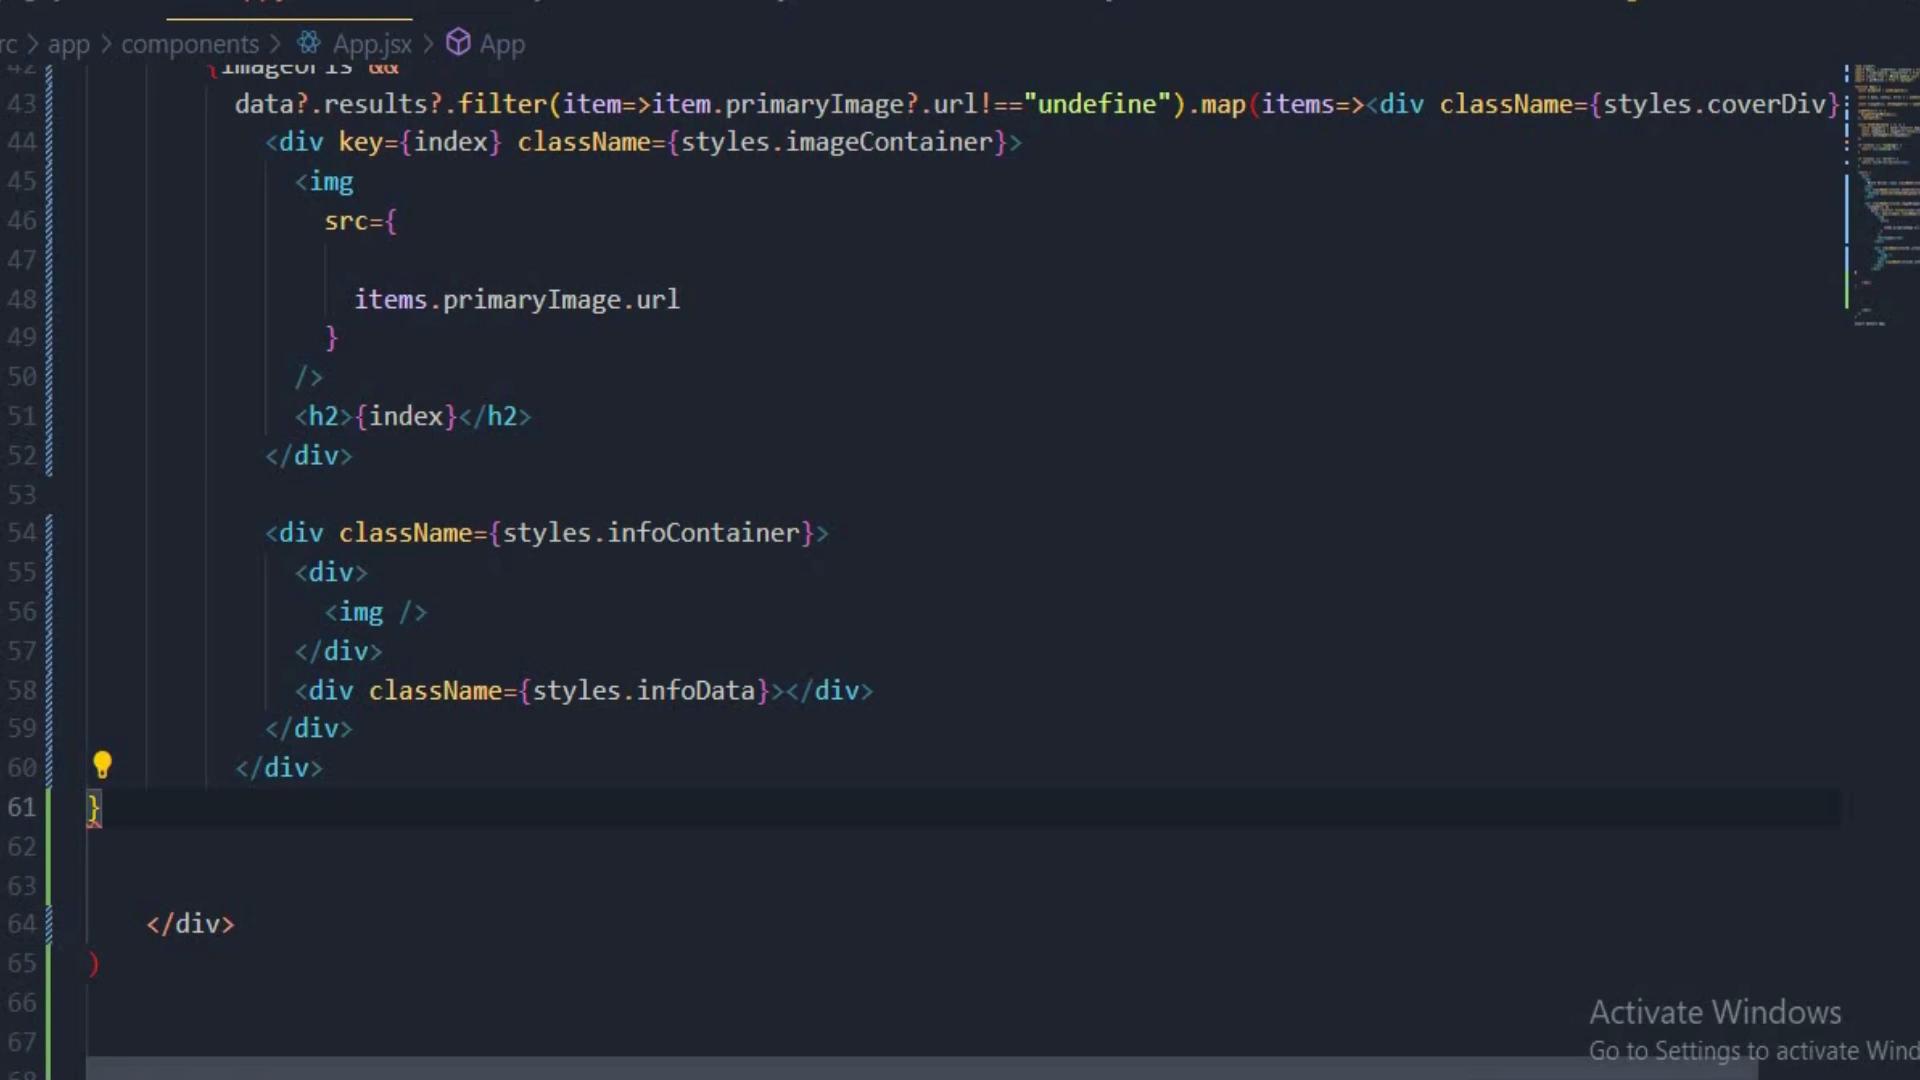 rc > app > components > App.jsx > App
42 {imageUrls &&
43 data?.results?.filter(item=>item.primaryImage?.url!=="undefine").map(items=><div className={styles.coverDiv}
44 <div key={index} className={styles.imageContainer}>
45 <img
46 src={
47
48 items.primaryImage.url
49 }
50 />
51 <h2>{index}</h2>
52 </div>
53
54 <div className={styles.infoContainer}>
55 <div>
56 <img />
57 </div>
58 <div className={styles.infoData}></div>
59 </div>
60 </div>
61 }
62
63
64 </div>
65 )
66
67
68
Activate Windows
Go to Settings to activate Wind